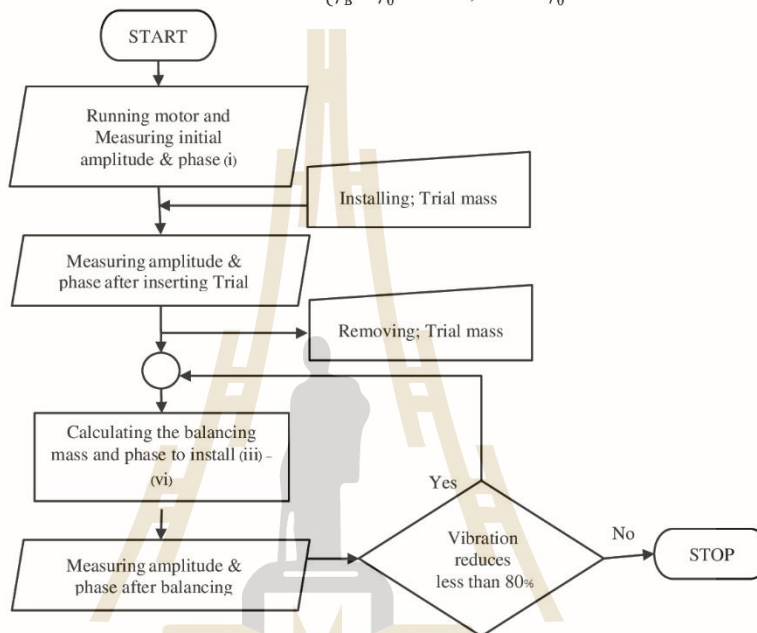 START
Running motor and
Measuring initial
amplitude & phase (i)
Installing; Trial mass
Measuring amplitude &
phase after inserting Trial
Removing; Trial mass
Calculating the balancing
mass and phase to install (iii) –
(vi)
Yes
Measuring amplitude &
phase after balancing
Vibration
reduces
less than 80%
No
STOP